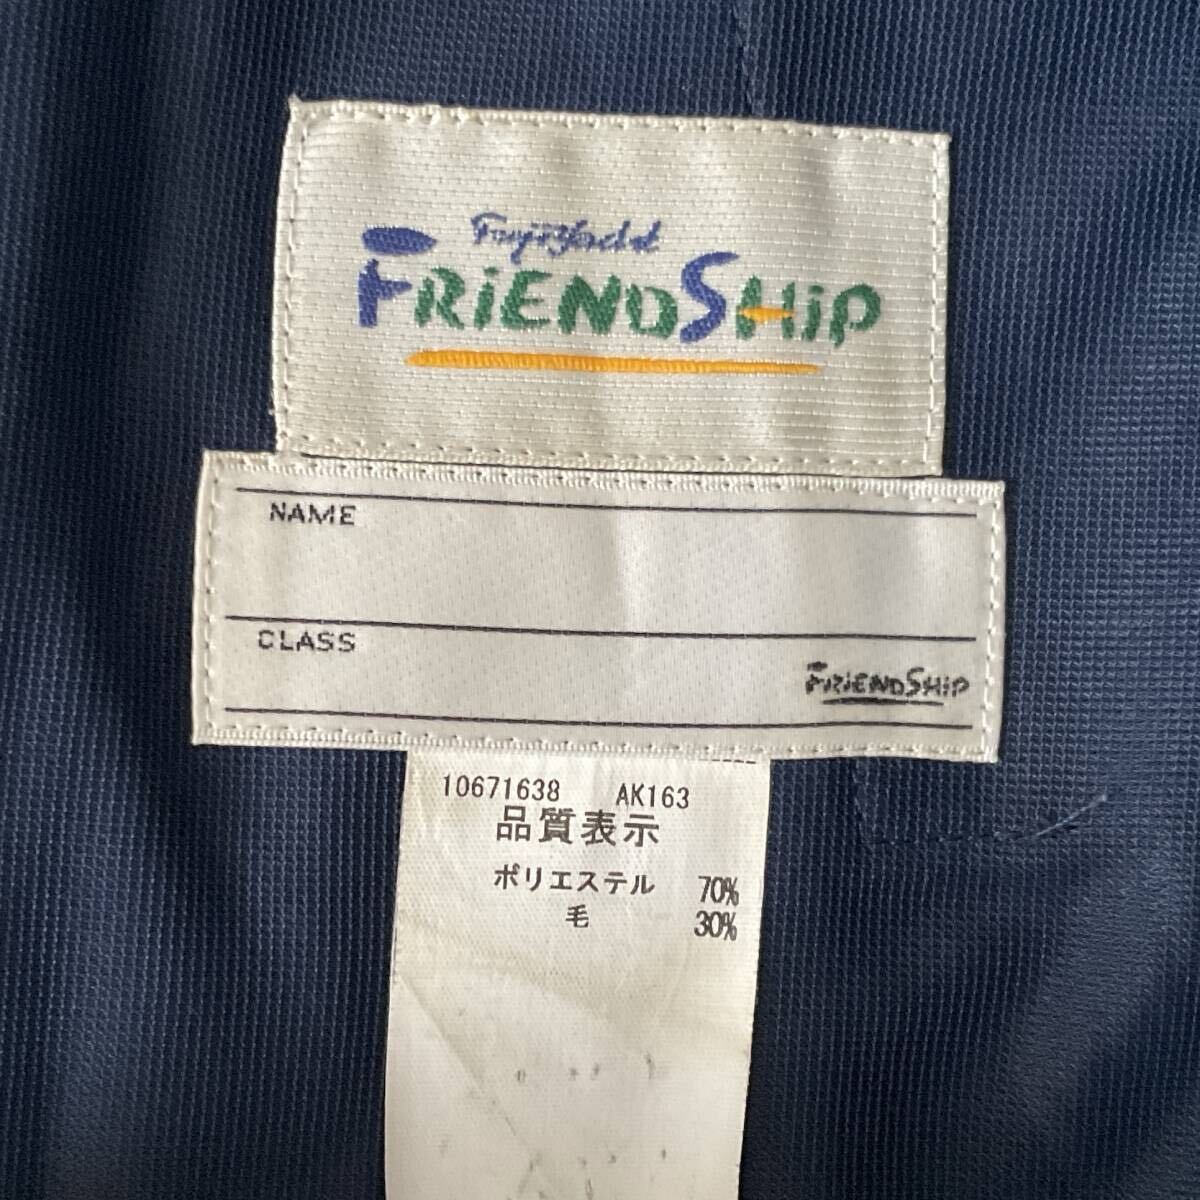 Fujiyacht
FRiENDSHiP
NAME
CLASS
FRiENDSHiP
10671638 AK163
品質表示
ポリエステル 70%
毛 30%